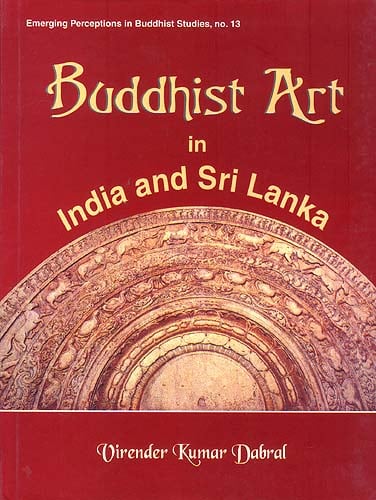 Emerging Perceptions in Buddhist Studies, no. 13
Buddhist Art
in
India and Sri Lanka
Virender Kumar Dabral